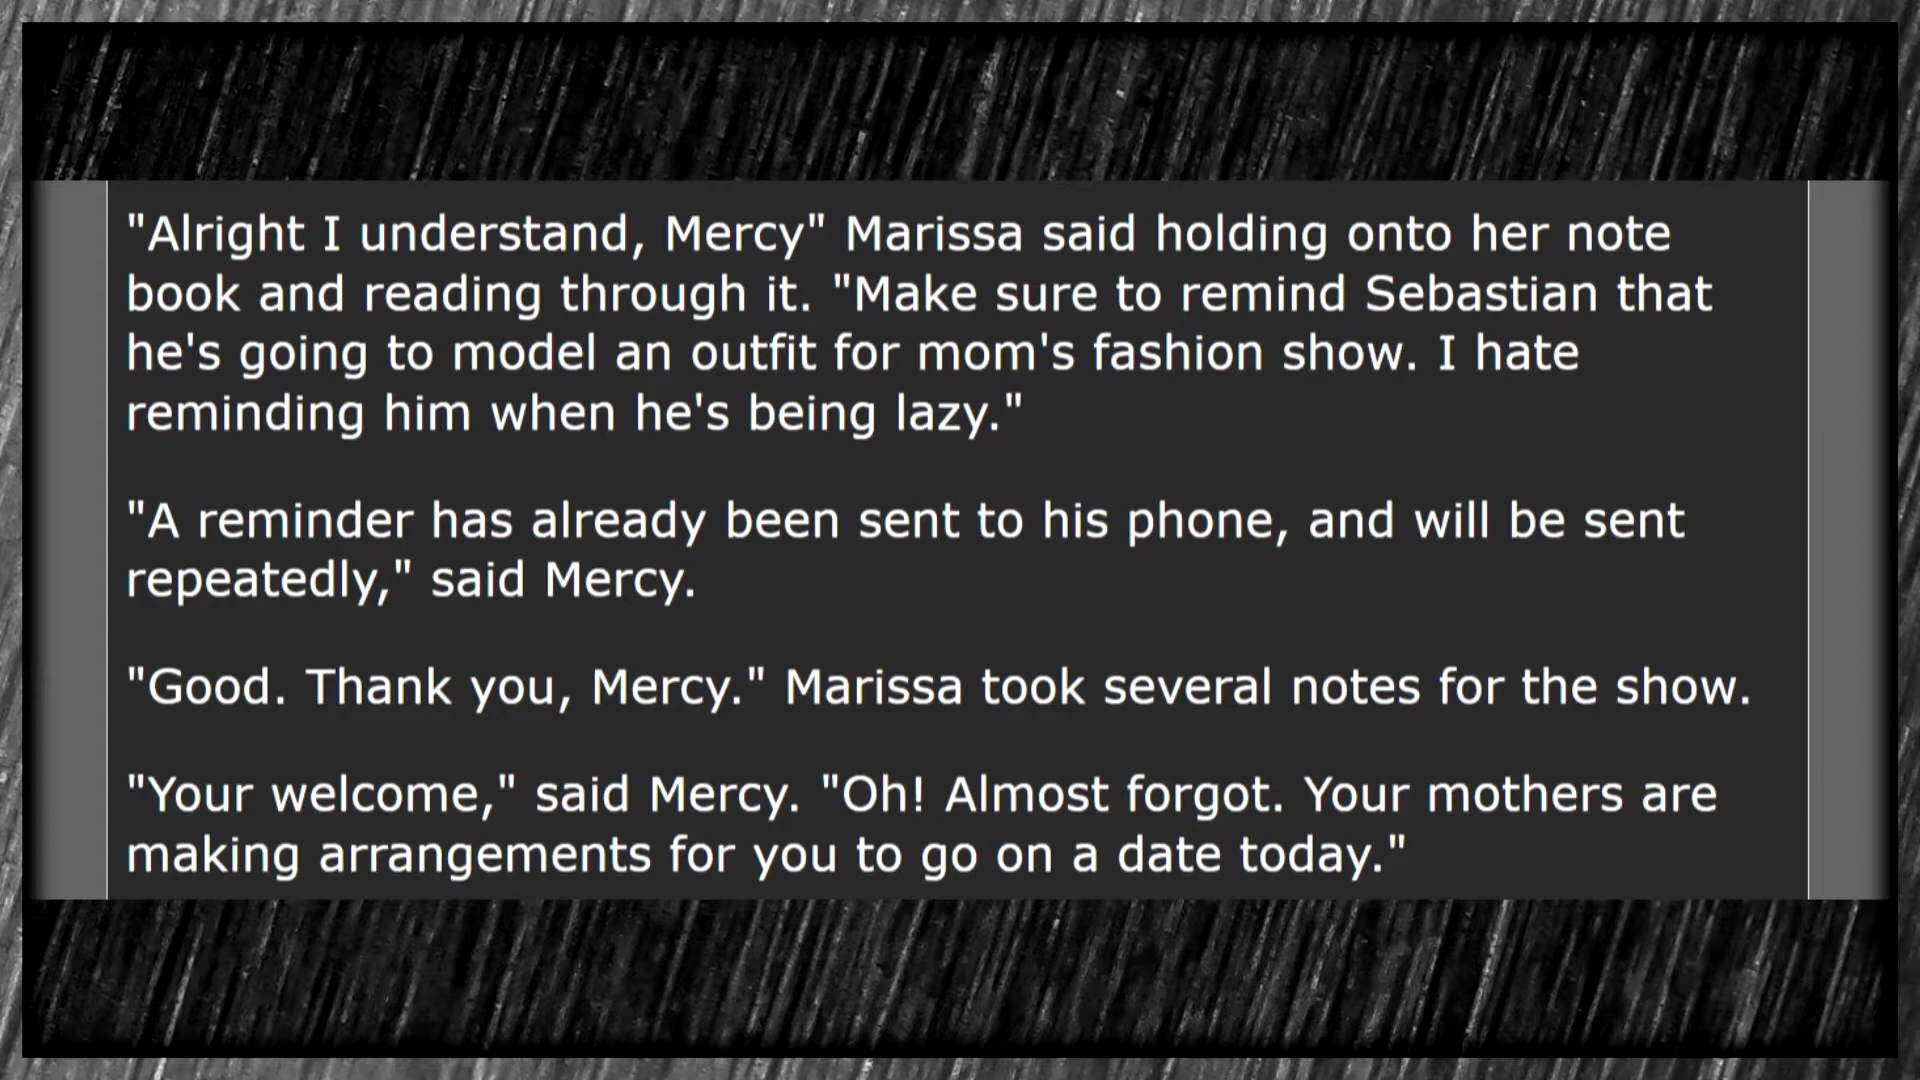 "Alright I understand, Mercy" Marissa said holding onto her note
book and reading through it. "Make sure to remind Sebastian that
he's going to model an outfit for mom's fashion show. I hate
reminding him when he's being lazy."
"A reminder has already been sent to his phone, and will be sent
repeatedly," said Mercy.
"Good. Thank you, Mercy." Marissa took several notes for the show.
"Your welcome," said Mercy. "Oh! Almost forgot. Your mothers are
making arrangements for you to go on a date today."